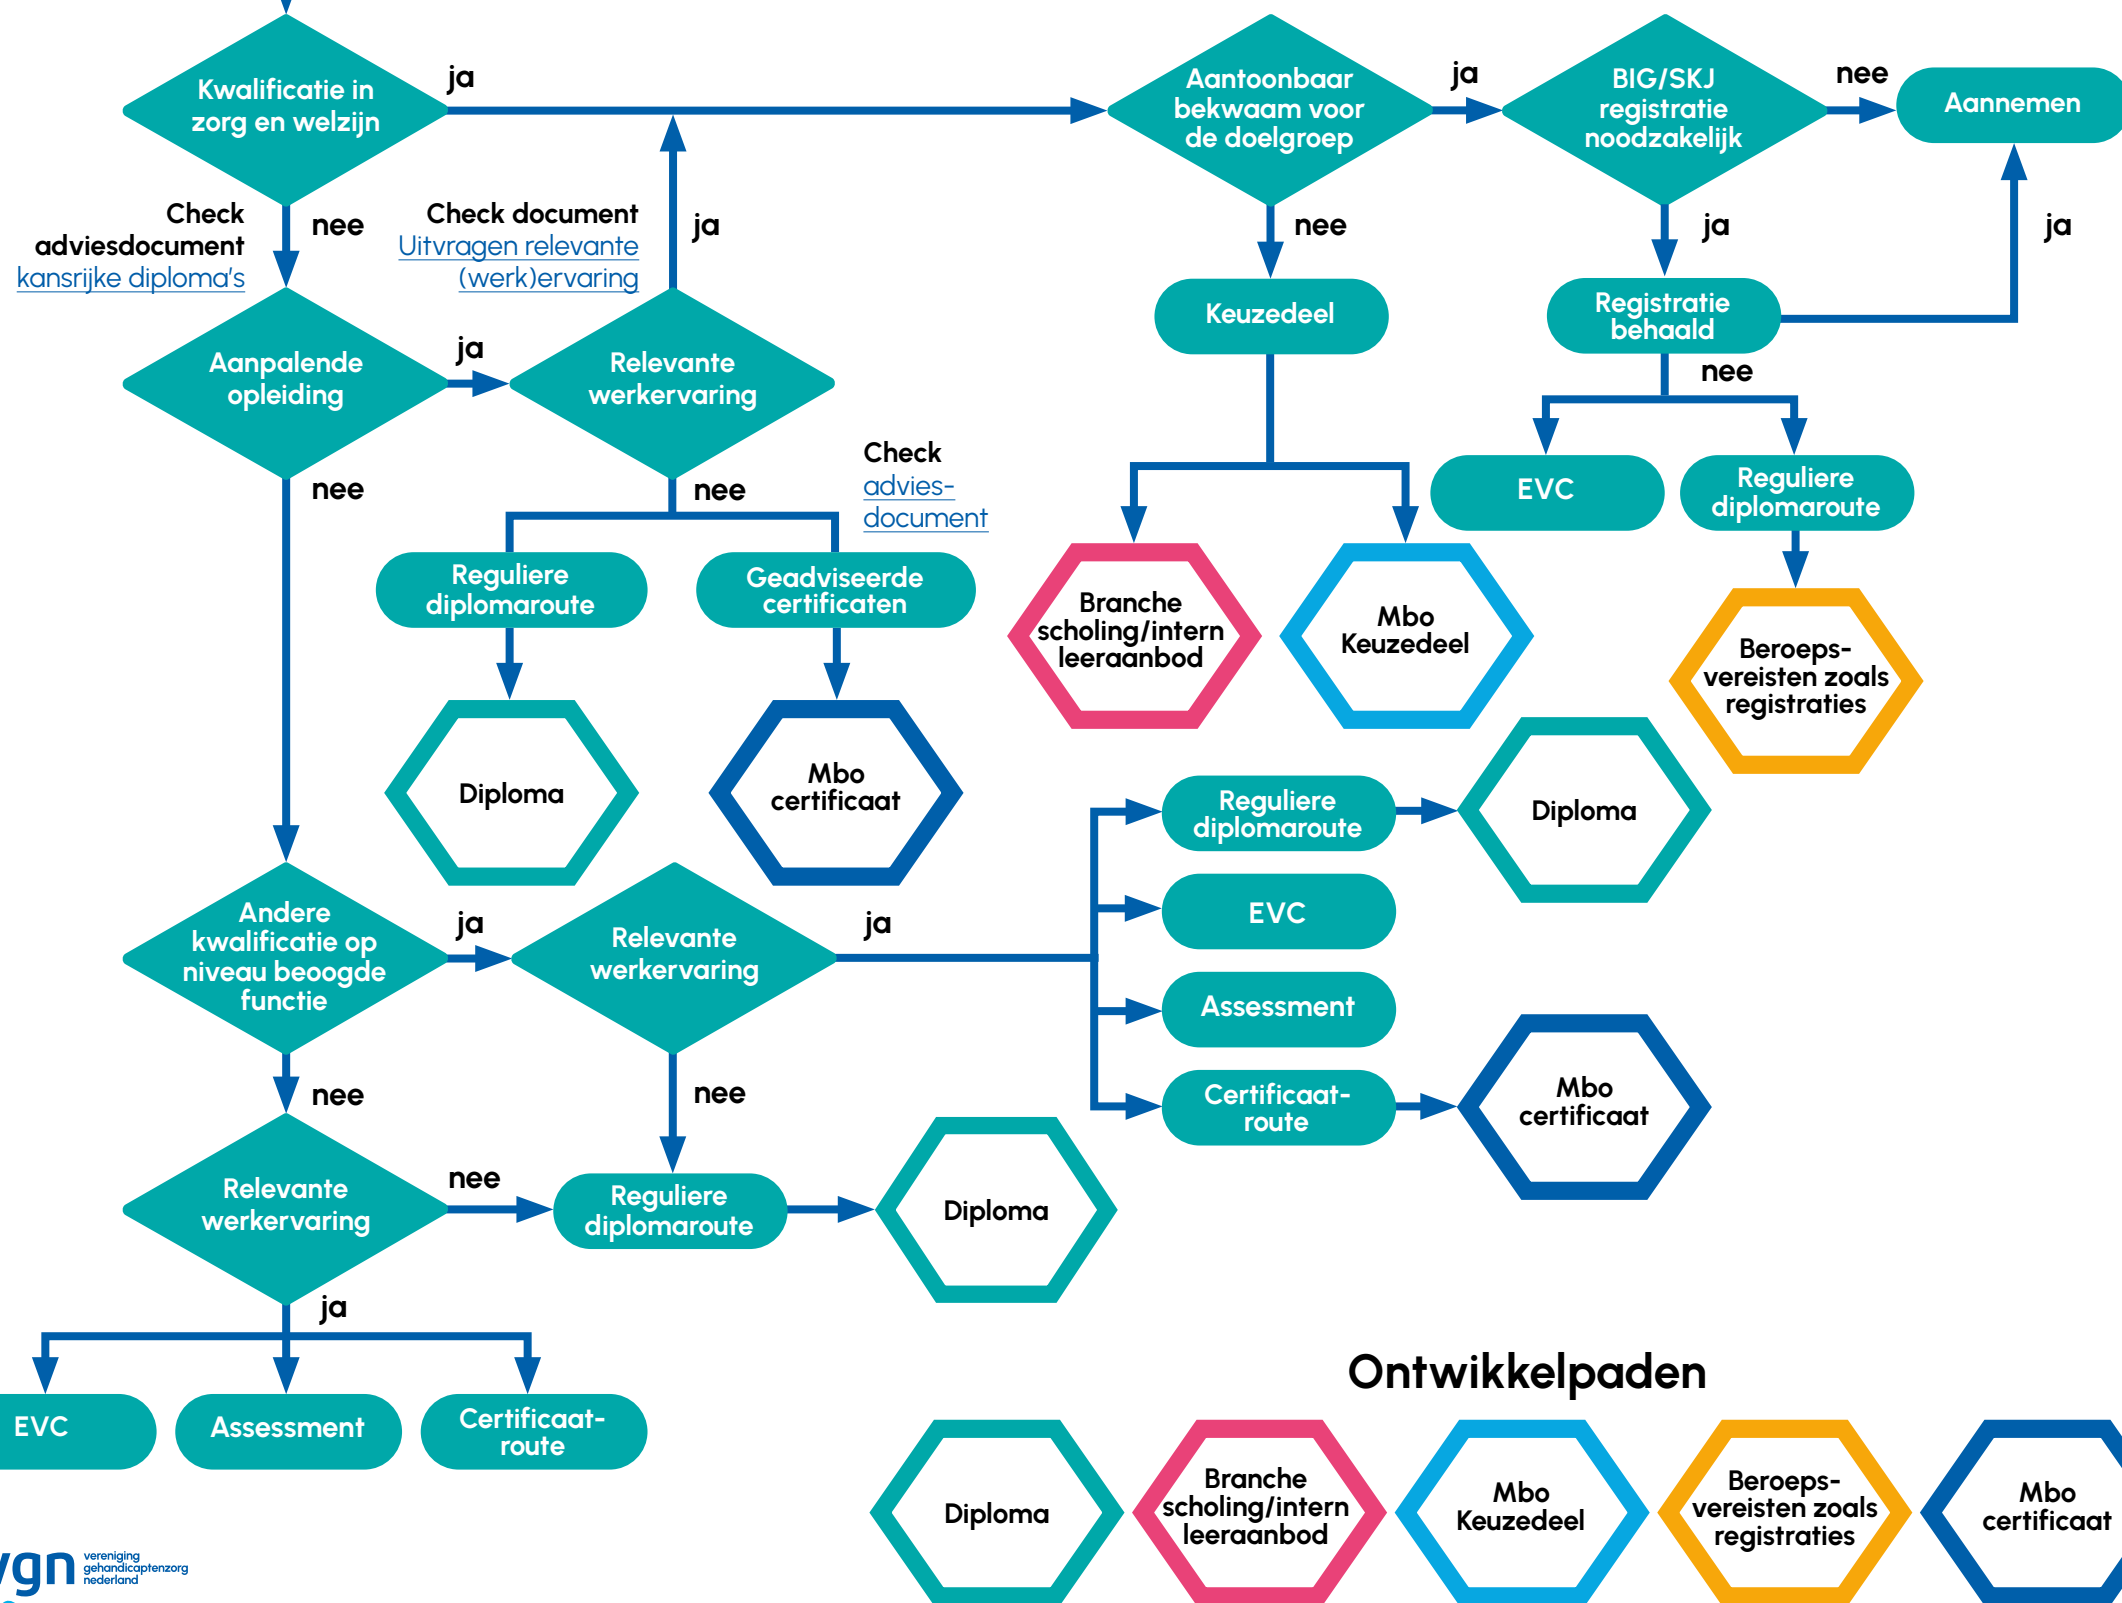 Kwalificatie in
zorg en welzijn
ja
Aantoonbaar
bekwaam voor
de doelgroep
ja
BIG/SKJ
registratie
noodzakelijk
nee
Aannemen
Check
adviesdocument
kansrijke diploma's
nee
Check document
Uitvragen relevante
(werk)ervaring
ja
nee
ja
ja
Keuzedeel
Registratie
behaald
nee
Aanpalende
opleiding
ja
Relevante
werkervaring
nee
nee
Check
advies-
document
EVC
Reguliere
diplomaroute
Reguliere
diplomaroute
Geadviseerde
certificaten
Branche
scholing/intern
leeraanbod
Mbo
Keuzedeel
Beroeps-
vereisten zoals
registraties
Diploma
Mbo
certificaat
Reguliere
diplomaroute
Diploma
Andere
kwalificatie op
niveau beoogde
functie
ja
Relevante
werkervaring
ja
EVC
Assessment
Certificaat-
route
Mbo
certificaat
nee
nee
Relevante
werkervaring
nee
Reguliere
diplomaroute
Diploma
ja
EVC
Assessment
Certificaat-
route
Ontwikkelpaden
Diploma
Branche
scholing/intern
leeraanbod
Mbo
Keuzedeel
Beroeps-
vereisten zoals
registraties
Mbo
certificaat
vgn
vereniging
gehandicaptenzorg
nederland